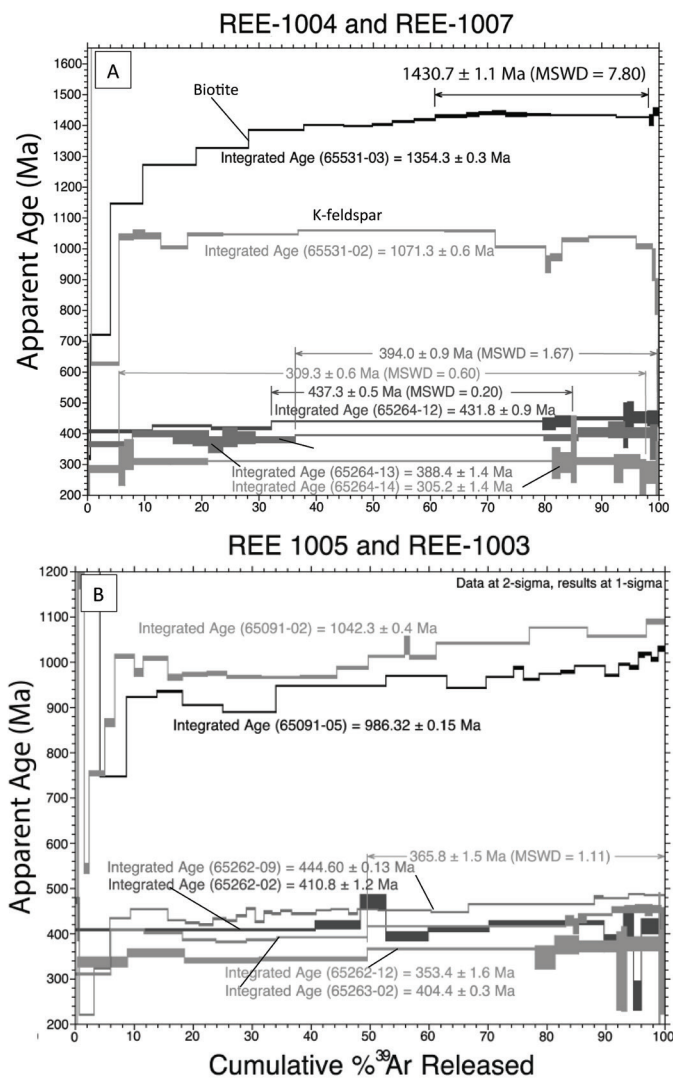 REE-1004 and REE-1007
A
1600
1500
1400
1300
1200
1100
1000
900
800
700
600
500
400
300
200
Apparent Age (Ma)
1430.7 ± 1.1 Ma (MSWD = 7.80)
Biotite
Integrated Age (65531-03) = 1354.3 ± 0.3 Ma
K-feldspar
Integrated Age (65531-02) = 1071.3 ± 0.6 Ma
394.0 ± 0.9 Ma (MSWD = 1.67)
309.3 ± 0.6 Ma (MSWD = 0.60)
437.3 ± 0.5 Ma (MSWD = 0.20)
Integrated Age (65264-12) = 431.8 ± 0.9 Ma
Integrated Age (65264-13) = 388.4 ± 1.4 Ma
Integrated Age (65264-14) = 305.2 ± 1.4 Ma
0 10 20 30 40 50 60 70 80 90 100
REE 1005 and REE-1003
B
Data at 2-sigma, results at 1-sigma
1200
1100
1000
900
800
700
600
500
400
300
200
Apparent Age (Ma)
Integrated Age (65091-02) = 1042.3 ± 0.4 Ma
Integrated Age (65091-05) = 986.32 ± 0.15 Ma
365.8 ± 1.5 Ma (MSWD = 1.11)
Integrated Age (65262-09) = 444.60 ± 0.13 Ma
Integrated Age (65262-02) = 410.8 ± 1.2 Ma
Integrated Age (65262-12) = 353.4 ± 1.6 Ma
Integrated Age (65263-02) = 404.4 ± 0.3 Ma
0 10 20 30 40 50 60 70 80 90 100
Cumulative %³⁹Ar Released